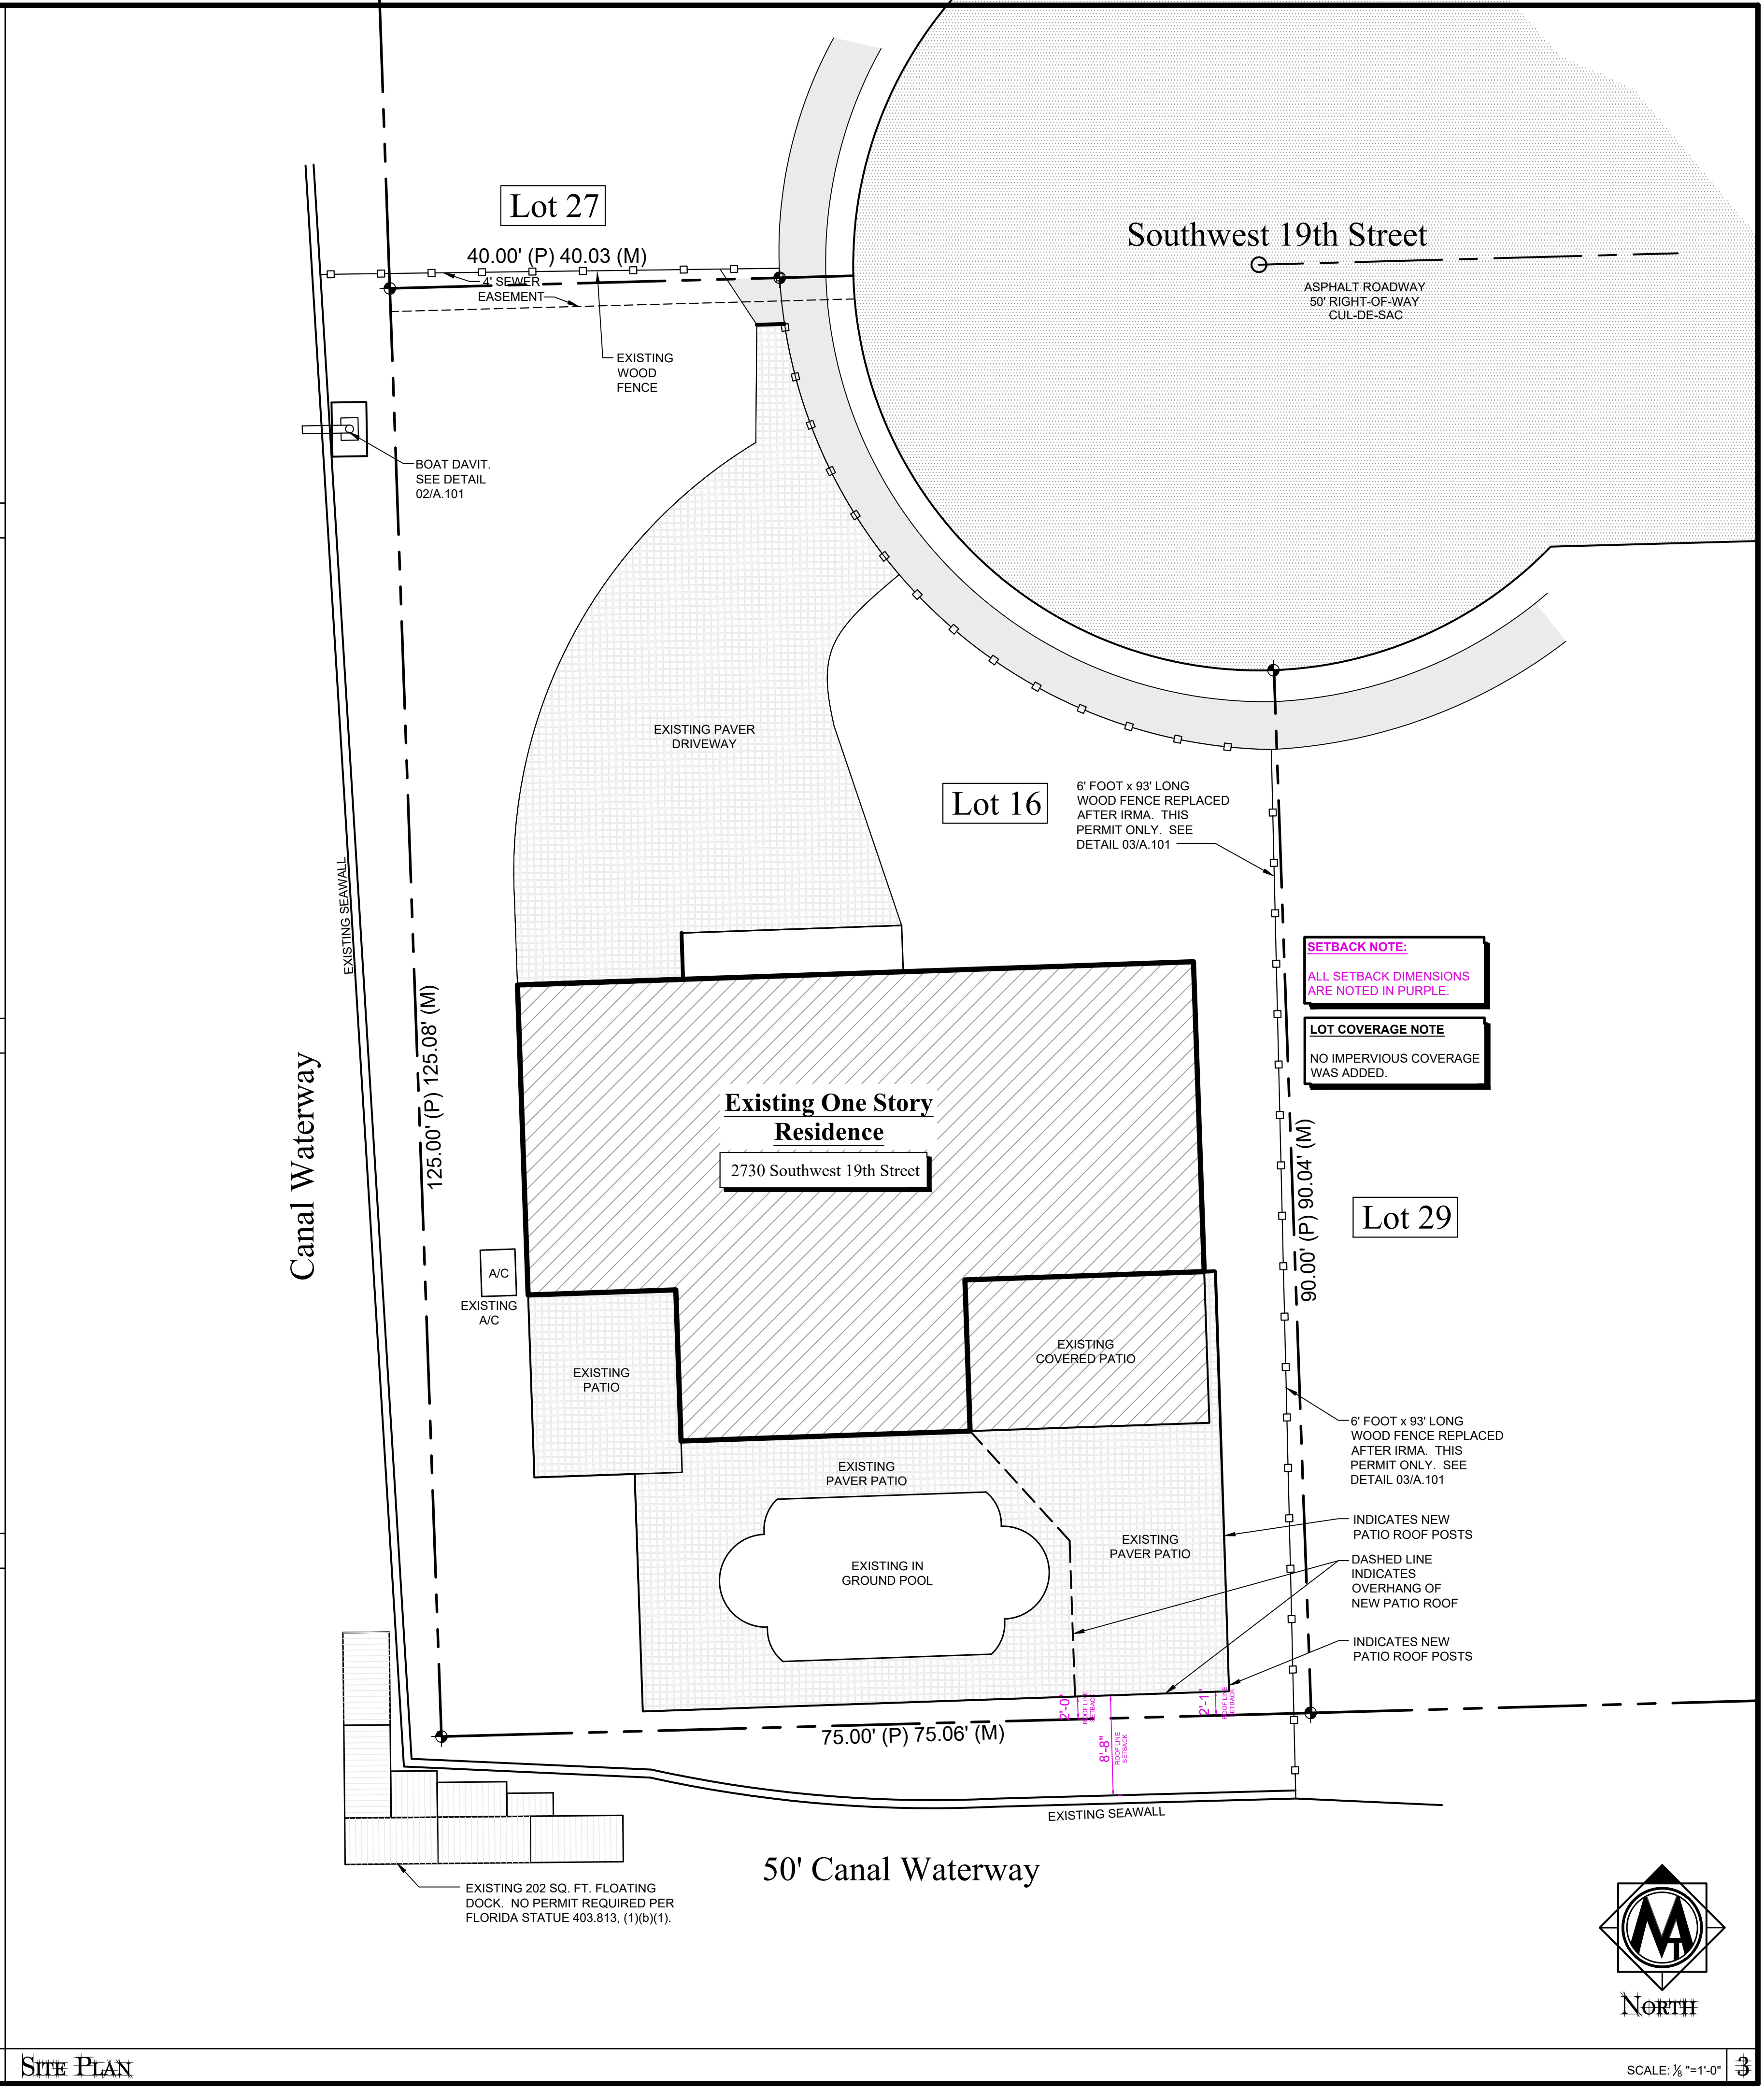 Lot 27
40.00' (P) 40.03 (M)
4' SEWER
EASEMENT
Southwest 19th Street
ASPHALT ROADWAY
50' RIGHT-OF-WAY
CUL-DE-SAC
EXISTING
WOOD
FENCE
BOAT DAVIT.
SEE DETAIL
02/A.101
EXISTING PAVER
DRIVEWAY
Lot 16
6' FOOT x 93' LONG
WOOD FENCE REPLACED
AFTER IRMA. THIS
PERMIT ONLY. SEE
DETAIL 03/A.101
EXISTING SEAWALL
SETBACK NOTE:
ALL SETBACK DIMENSIONS
ARE NOTED IN PURPLE.
LOT COVERAGE NOTE
NO IMPERVIOUS COVERAGE
WAS ADDED.
Canal Waterway
125.00' (P) 125.08' (M)
Existing One Story
Residence
2730 Southwest 19th Street
90.00' (P) 90.04' (M)
Lot 29
A/C
EXISTING
A/C
EXISTING
PATIO
EXISTING
COVERED PATIO
6' FOOT x 93' LONG
WOOD FENCE REPLACED
AFTER IRMA. THIS
PERMIT ONLY. SEE
DETAIL 03/A.101
EXISTING
PAVER PATIO
EXISTING
PAVER PATIO
EXISTING IN
GROUND POOL
INDICATES NEW
PATIO ROOF POSTS
DASHED LINE
INDICATES
OVERHANG OF
NEW PATIO ROOF
INDICATES NEW
PATIO ROOF POSTS
2'-0"
ROOF LINE
SETBACK
2'-1"
ROOF LINE
SETBACK
8'-8"
ROOF LINE
SETBACK
75.00' (P) 75.06' (M)
EXISTING SEAWALL
50' Canal Waterway
EXISTING 202 SQ. FT. FLOATING
DOCK. NO PERMIT REQUIRED PER
FLORIDA STATUE 403.813, (1)(b)(1).
NORTH
SITE PLAN
SCALE: ⅛ "=1'-0"
3